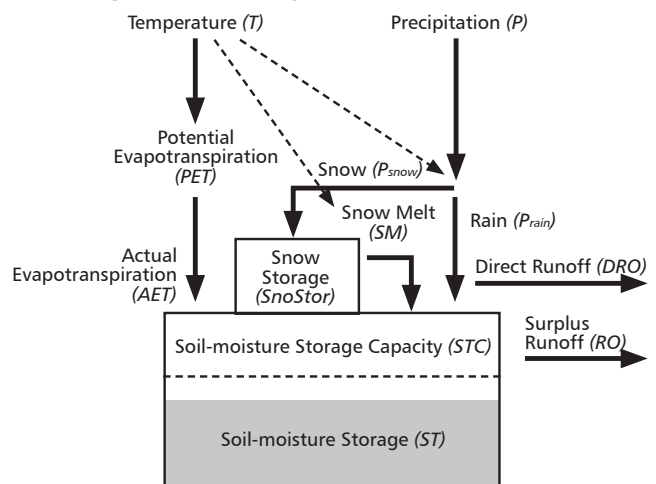 Temperature (T)
Precipitation (P)
Potential
Evapotranspiration
(PET)
Snow (Psnow)
Snow Melt
(SM)
Rain (Prain)
Actual
Evapotranspiration
(AET)
Snow
Storage
(SnoStor)
Direct Runoff (DRO)
Soil-moisture Storage Capacity (STC)
Surplus
Runoff (RO)
Soil-moisture Storage (ST)